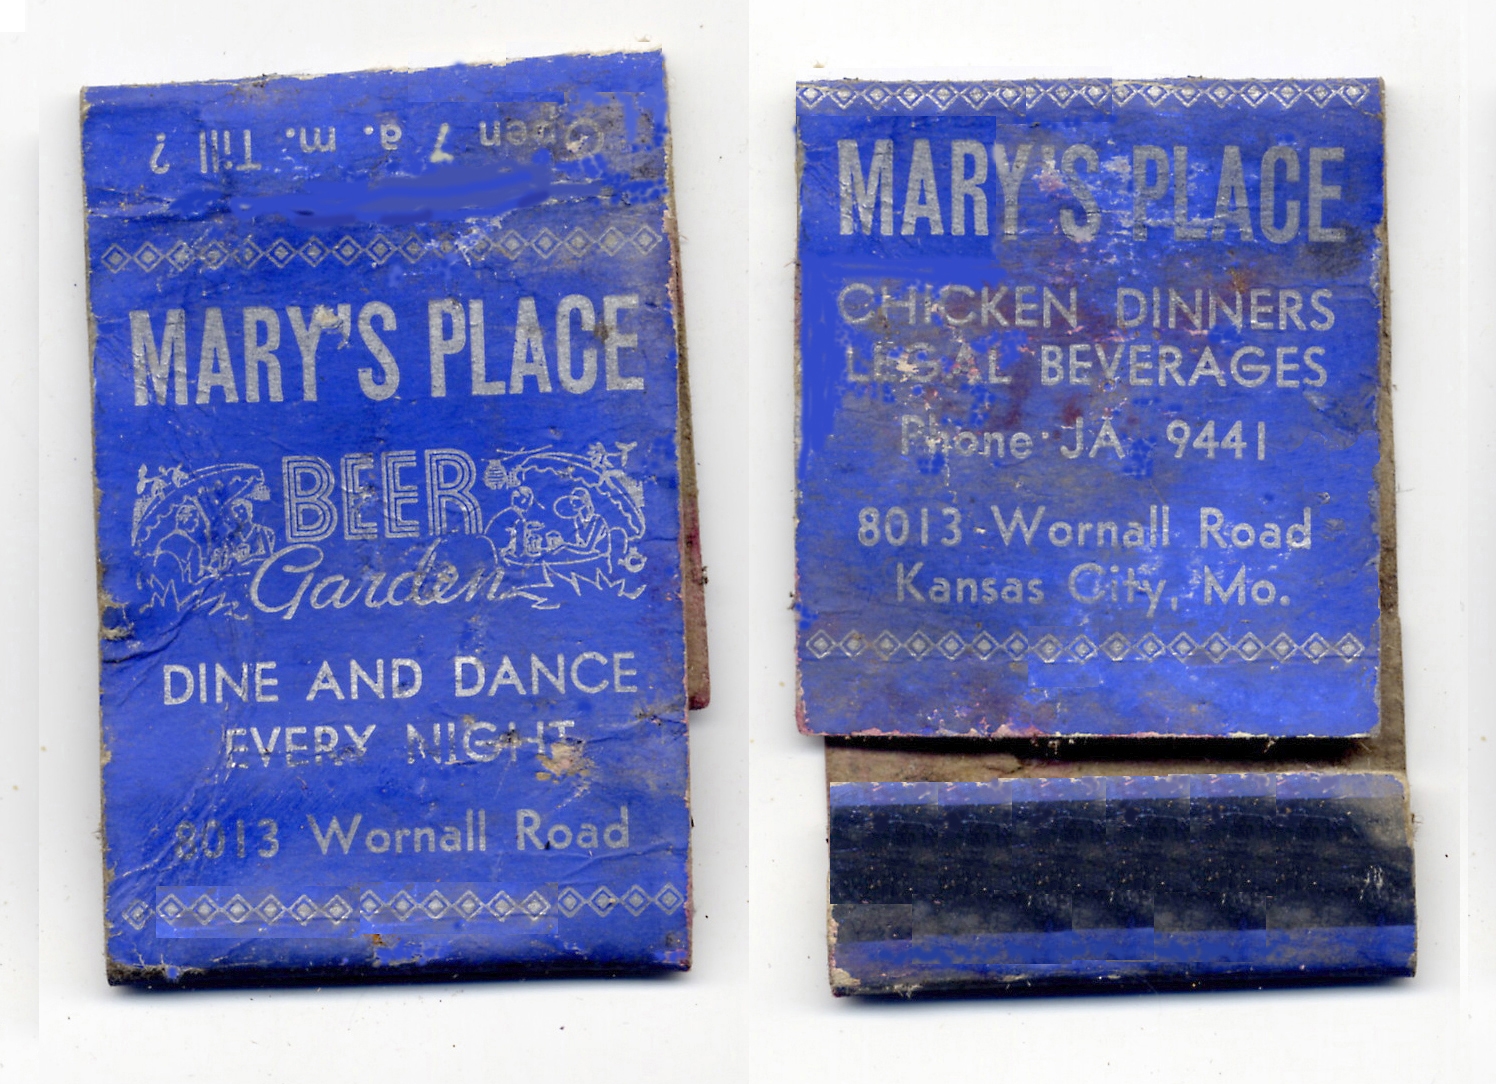 Open 7 a. m. Till ?
MARY'S PLACE
BEER
Garden
DINE AND DANCE
EVERY NIGHT
8013 Wornall Road
MARY'S PLACE
CHICKEN DINNERS
LEGAL BEVERAGES
Phone JA 9441
8013 Wornall Road
Kansas City, Mo.